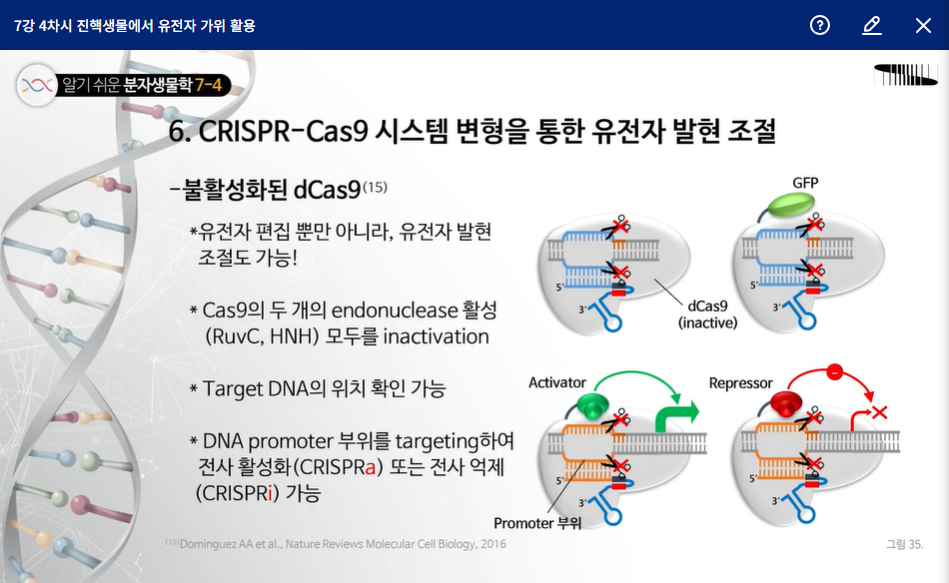 7강 4차시 진핵생물에서 유전자 가위 활용
알기 쉬운 분자생물학 7-4
6. CRISPR-Cas9 시스템 변형을 통한 유전자 발현 조절
-불활성화된 dCas9(15)
*유전자 편집 뿐만 아니라, 유전자 발현
조절도 가능!
* Cas9의 두 개의 endonuclease 활성
(RuvC, HNH) 모두를 inactivation
* Target DNA의 위치 확인 가능
* DNA promoter 부위를 targeting하여
전사 활성화(CRISPRa) 또는 전사 억제
(CRISPRi) 가능
GFP
5'
3'
5'
3'
dCas9
(inactive)
Activator
Repressor
5'
3'
5'
3'
Promoter 부위
(15)Dominguez AA et al., Nature Reviews Molecular Cell Biology, 2016
그림 35.